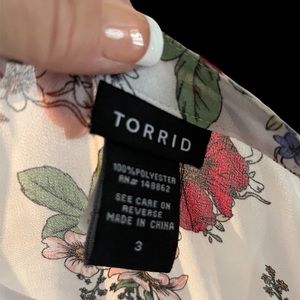 TORRID
100% POLYESTER
RN# 148862
SEE CARE ON
REVERSE
MADE IN CHINA
3